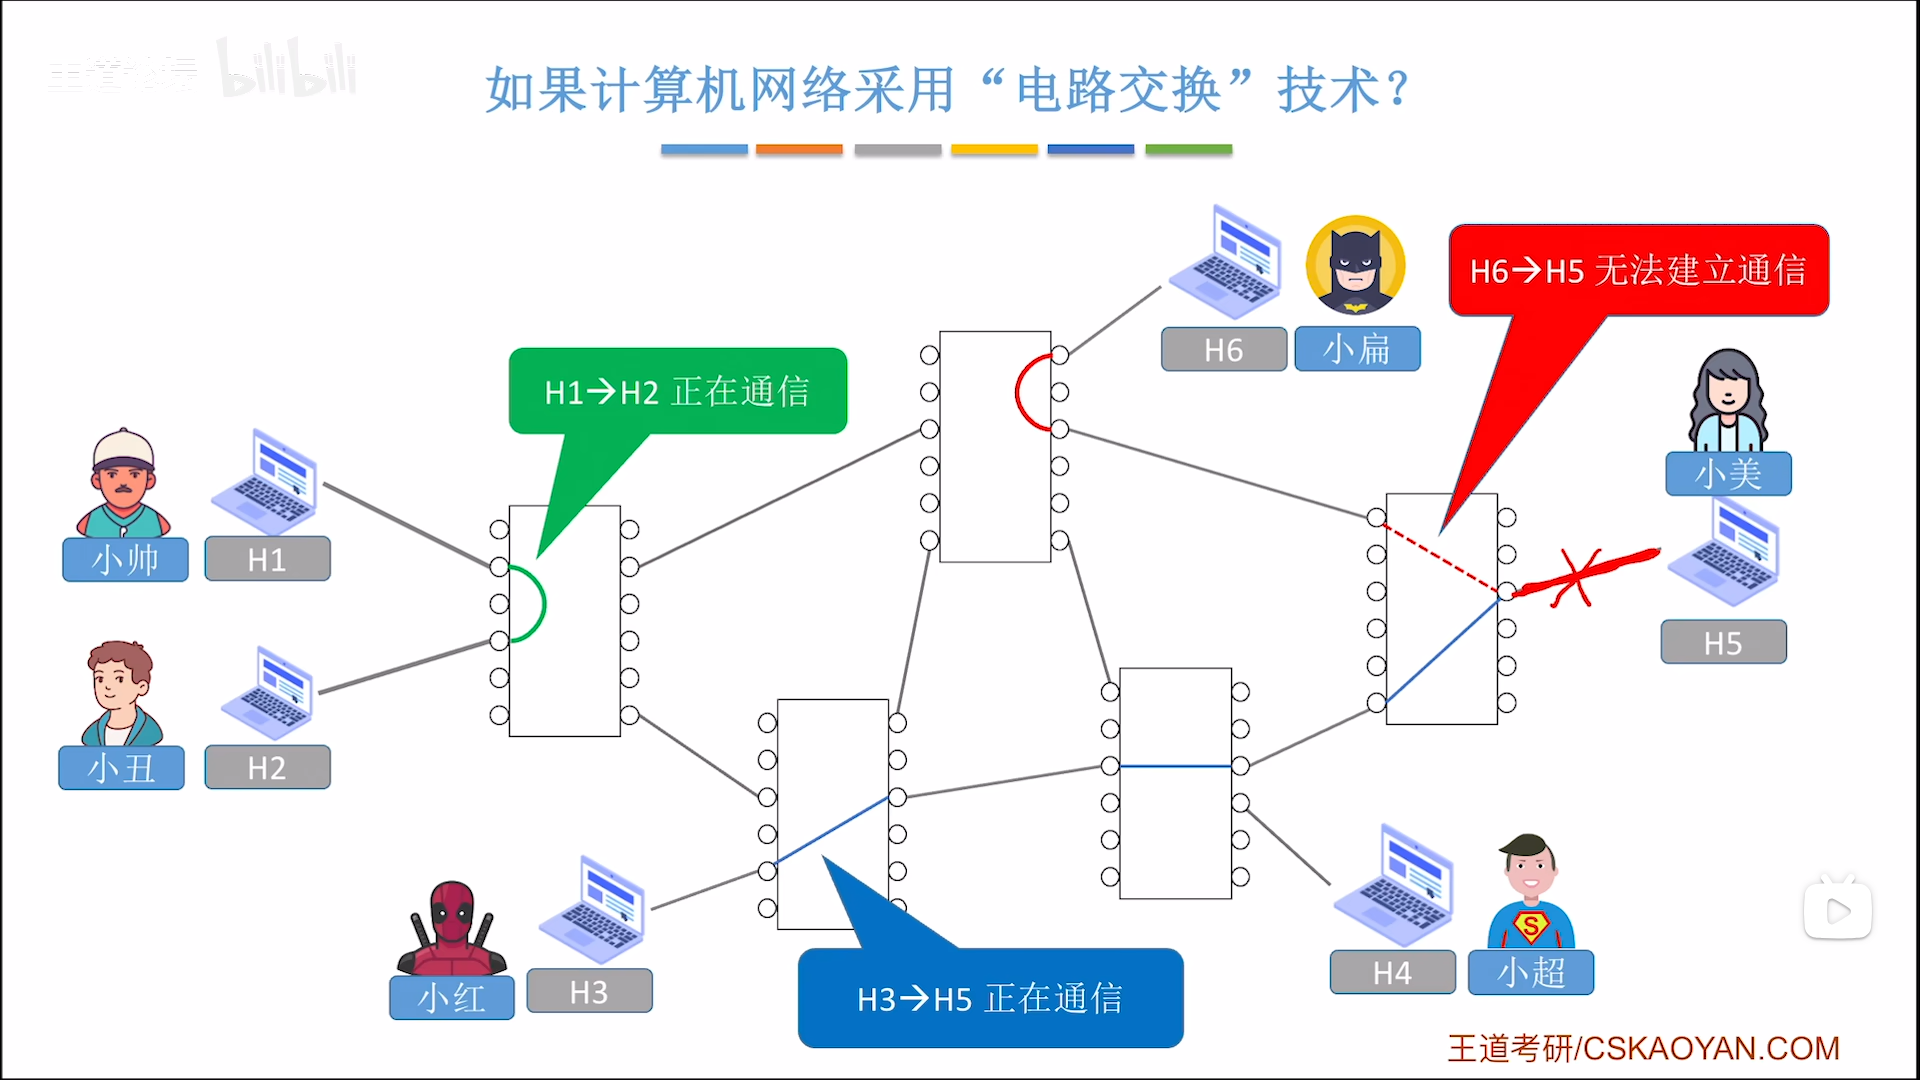 王道论坛 bilibili
如果计算机网络采用“电路交换”技术？
H6→H5 无法建立通信
H6
小扁
H1→H2 正在通信
小美
小帅
H1
H5
小丑
H2
S
小红
H3
H3→H5 正在通信
H4
小超
王道考研/CSKAOYAN.COM